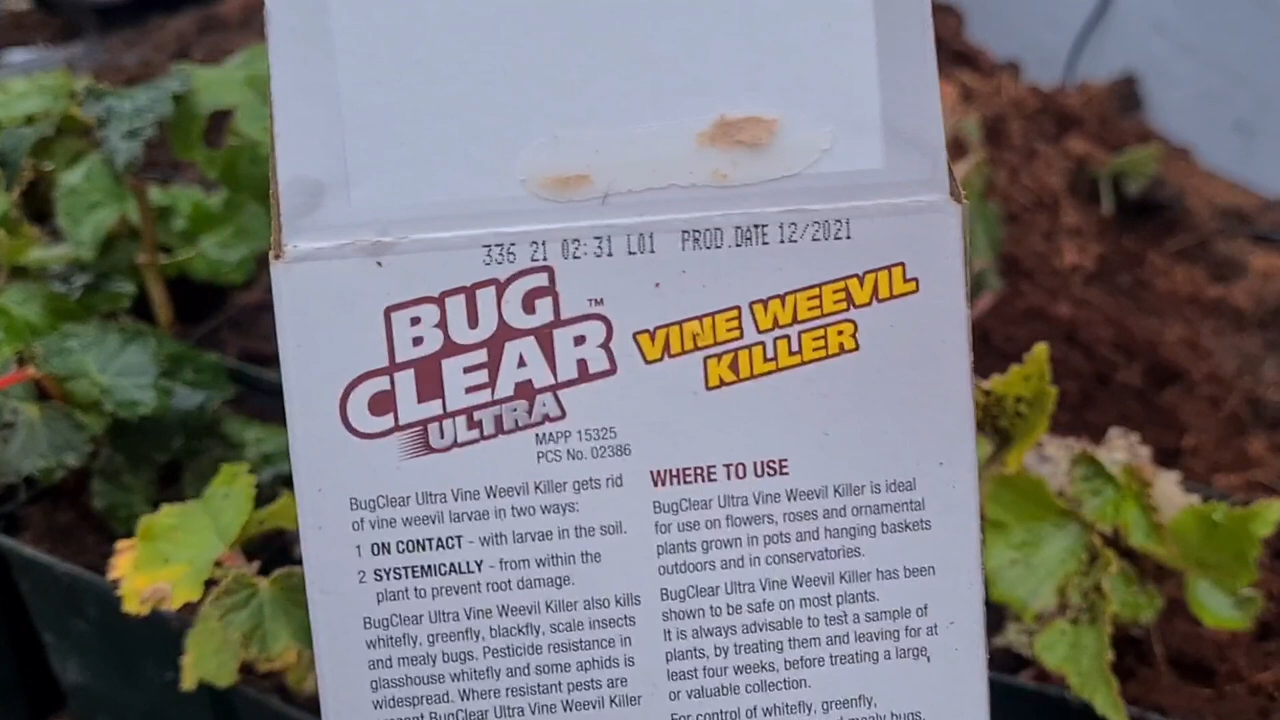 336 21 02:31 L01 PROD.DATE 12/2021
BUG
CLEAR™
ULTRA
VINE WEEVIL
KILLER
MAPP 15325
PCS No. 02386
BugClear Ultra Vine Weevil Killer gets rid
of vine weevil larvae in two ways:
1 ON CONTACT - with larvae in the soil.
2 SYSTEMICALLY - from within the
plant to prevent root damage.
BugClear Ultra Vine Weevil Killer also kills
whitefly, greenfly, blackfly, scale insects
and mealy bugs. Pesticide resistance in
glasshouse whitefly and some aphids is
widespread. Where resistant pests are
BugClear Ultra Vine Weevil Killer
WHERE TO USE
BugClear Ultra Vine Weevil Killer is ideal
for use on flowers, roses and ornamental
plants grown in pots and hanging baskets
outdoors and in conservatories.
BugClear Ultra Vine Weevil Killer has been
shown to be safe on most plants.
It is always advisable to test a sample of
plants, by treating them and leaving for at
least four weeks, before treating a large,
or valuable collection.
For control of whitefly, greenfly,
mealy bugs,